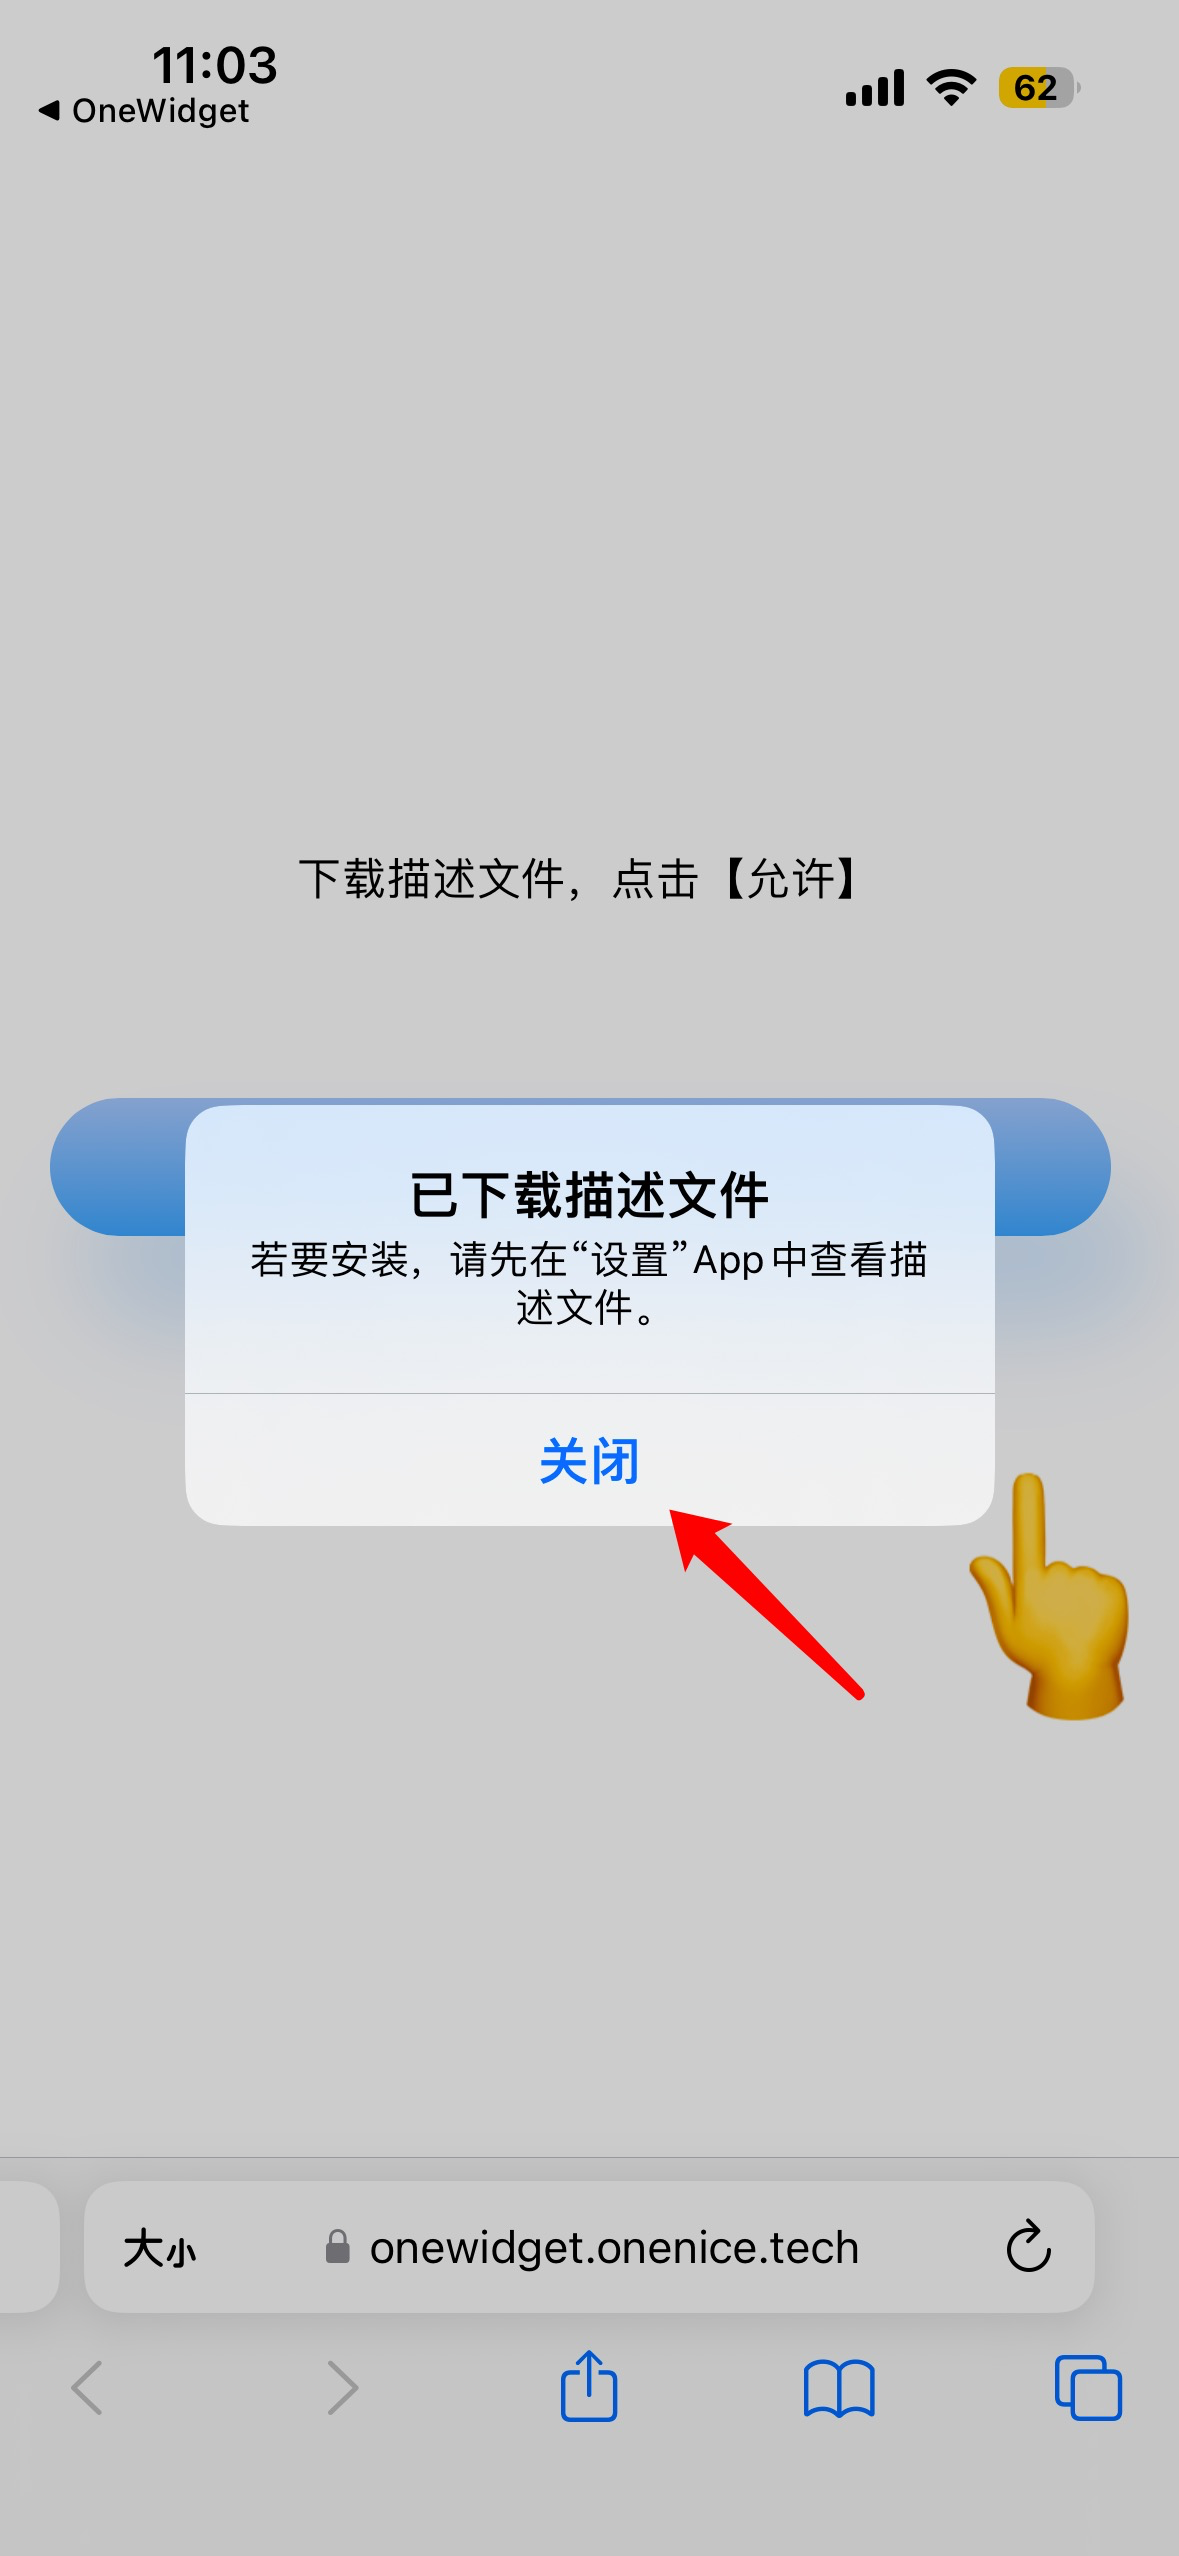 11:03
◀ OneWidget
62
下载描述文件，点击【允许】
已下载描述文件
若要安装，请先在“设置”App中查看描
述文件。
关闭
大小
onewidget.onenice.tech